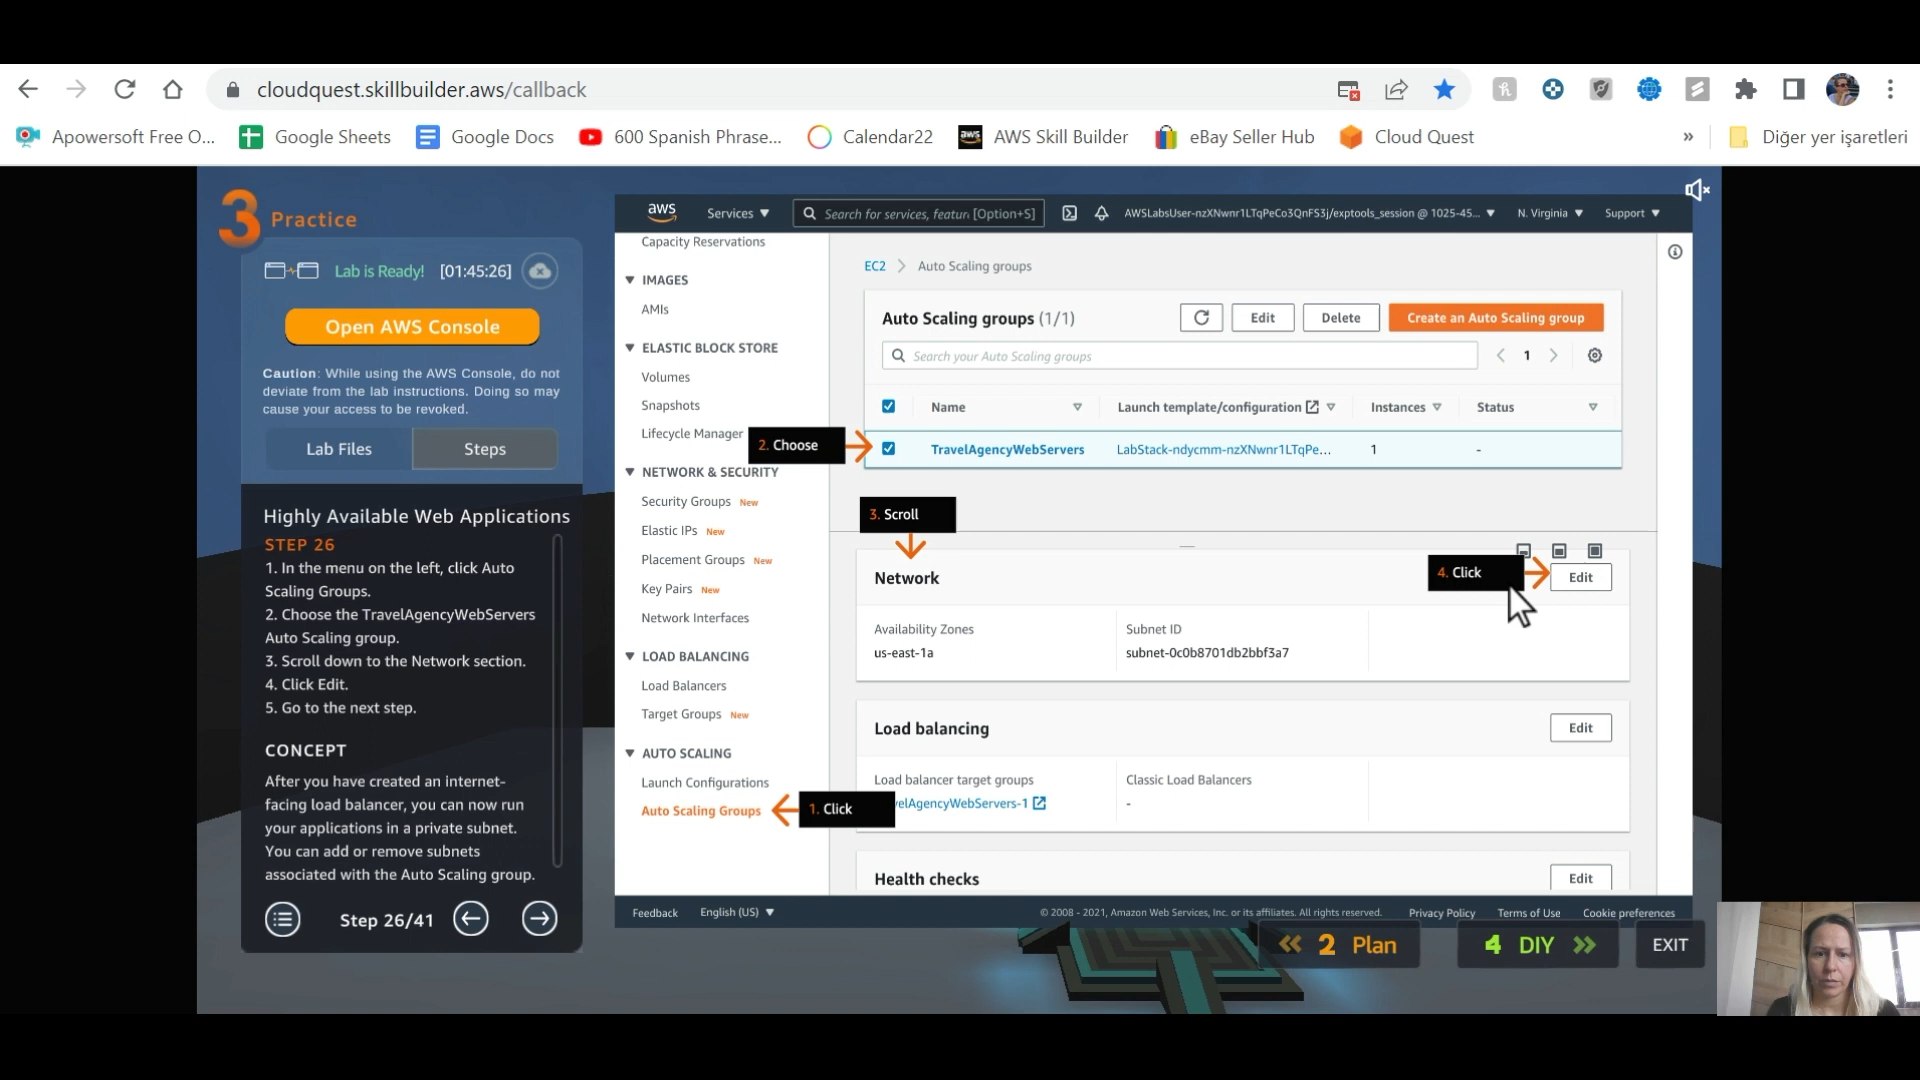 cloudquest.skillbuilder.aws/callback
Apowersoft Free O...
Google Sheets
Google Docs
600 Spanish Phrase...
Calendar22
aws
AWS Skill Builder
eBay Seller Hub
Cloud Quest
»
Diğer yer işaretleri
3 Practice
Lab is Ready! [01:45:26]
Open AWS Console
Caution: While using the AWS Console, do not
deviate from the lab instructions. Doing so may
cause your access to be revoked.
Lab Files
Steps
Highly Available Web Applications
STEP 26
1. In the menu on the left, click Auto
Scaling Groups.
2. Choose the TravelAgencyWebServers
Auto Scaling group.
3. Scroll down to the Network section.
4. Click Edit.
5. Go to the next step.
CONCEPT
After you have created an internet-
facing load balancer, you can now run
your applications in a private subnet.
You can add or remove subnets
associated with the Auto Scaling group.
Step 26/41
aws
Services
Search for services, featur [Option+S]
AWSLabsUser-nzXNwnr1LTqPeCo3QnFS3j/exptools_session @ 1025-45...
N. Virginia
Support
Capacity Reservations
IMAGES
AMIs
ELASTIC BLOCK STORE
Volumes
Snapshots
Lifecycle Manager
NETWORK & SECURITY
Security Groups New
Elastic IPs New
Placement Groups New
Key Pairs New
Network Interfaces
LOAD BALANCING
Load Balancers
Target Groups New
AUTO SCALING
Launch Configurations
Auto Scaling Groups
1. Click
EC2 > Auto Scaling groups
Auto Scaling groups (1/1)
Edit
Delete
Create an Auto Scaling group
Search your Auto Scaling groups
1
Name
Launch template/configuration
Instances
Status
2. Choose
TravelAgencyWebServers
LabStack-ndycmm-nzXNwnr1LTqPe...
1
-
3. Scroll
Network
4. Click
Edit
Availability Zones
us-east-1a
Subnet ID
subnet-0c0b8701db2bbf3a7
Load balancing
Edit
Load balancer target groups
velAgencyWebServers-1
Classic Load Balancers
-
Health checks
Edit
Feedback
English (US)
© 2008 - 2021, Amazon Web Services, Inc. or its affiliates. All rights reserved.
Privacy Policy
Terms of Use
Cookie preferences
2 Plan
4 DIY
EXIT